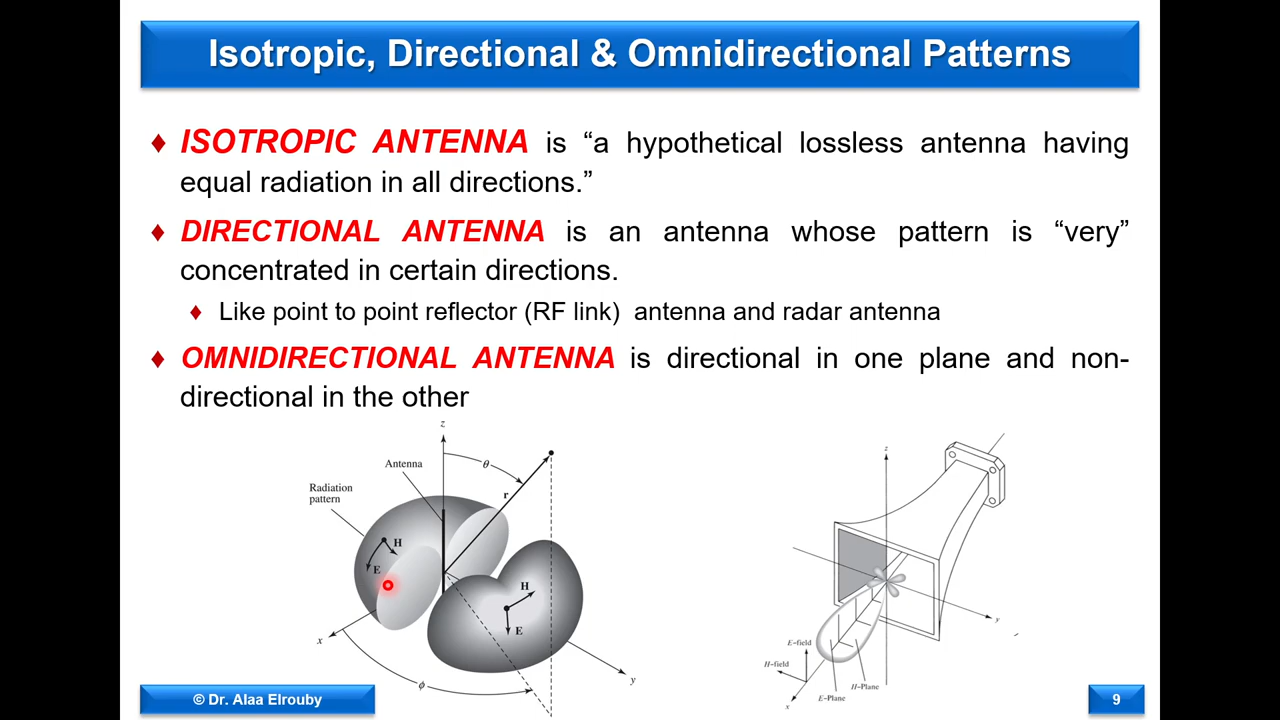 Isotropic, Directional & Omnidirectional Patterns
♦ ISOTROPIC ANTENNA is “a hypothetical lossless antenna having
equal radiation in all directions.”
♦ DIRECTIONAL ANTENNA is an antenna whose pattern is “very”
concentrated in certain directions.
♦ Like point to point reflector (RF link) antenna and radar antenna
♦ OMNIDIRECTIONAL ANTENNA is directional in one plane and non-
directional in the other
z
Antenna
θ
Radiation
pattern
r
H
E
H
E
x
y
ϕ
z
y
E-field
H-field
H-Plane
E-Plane
x
© Dr. Alaa Elrouby
9